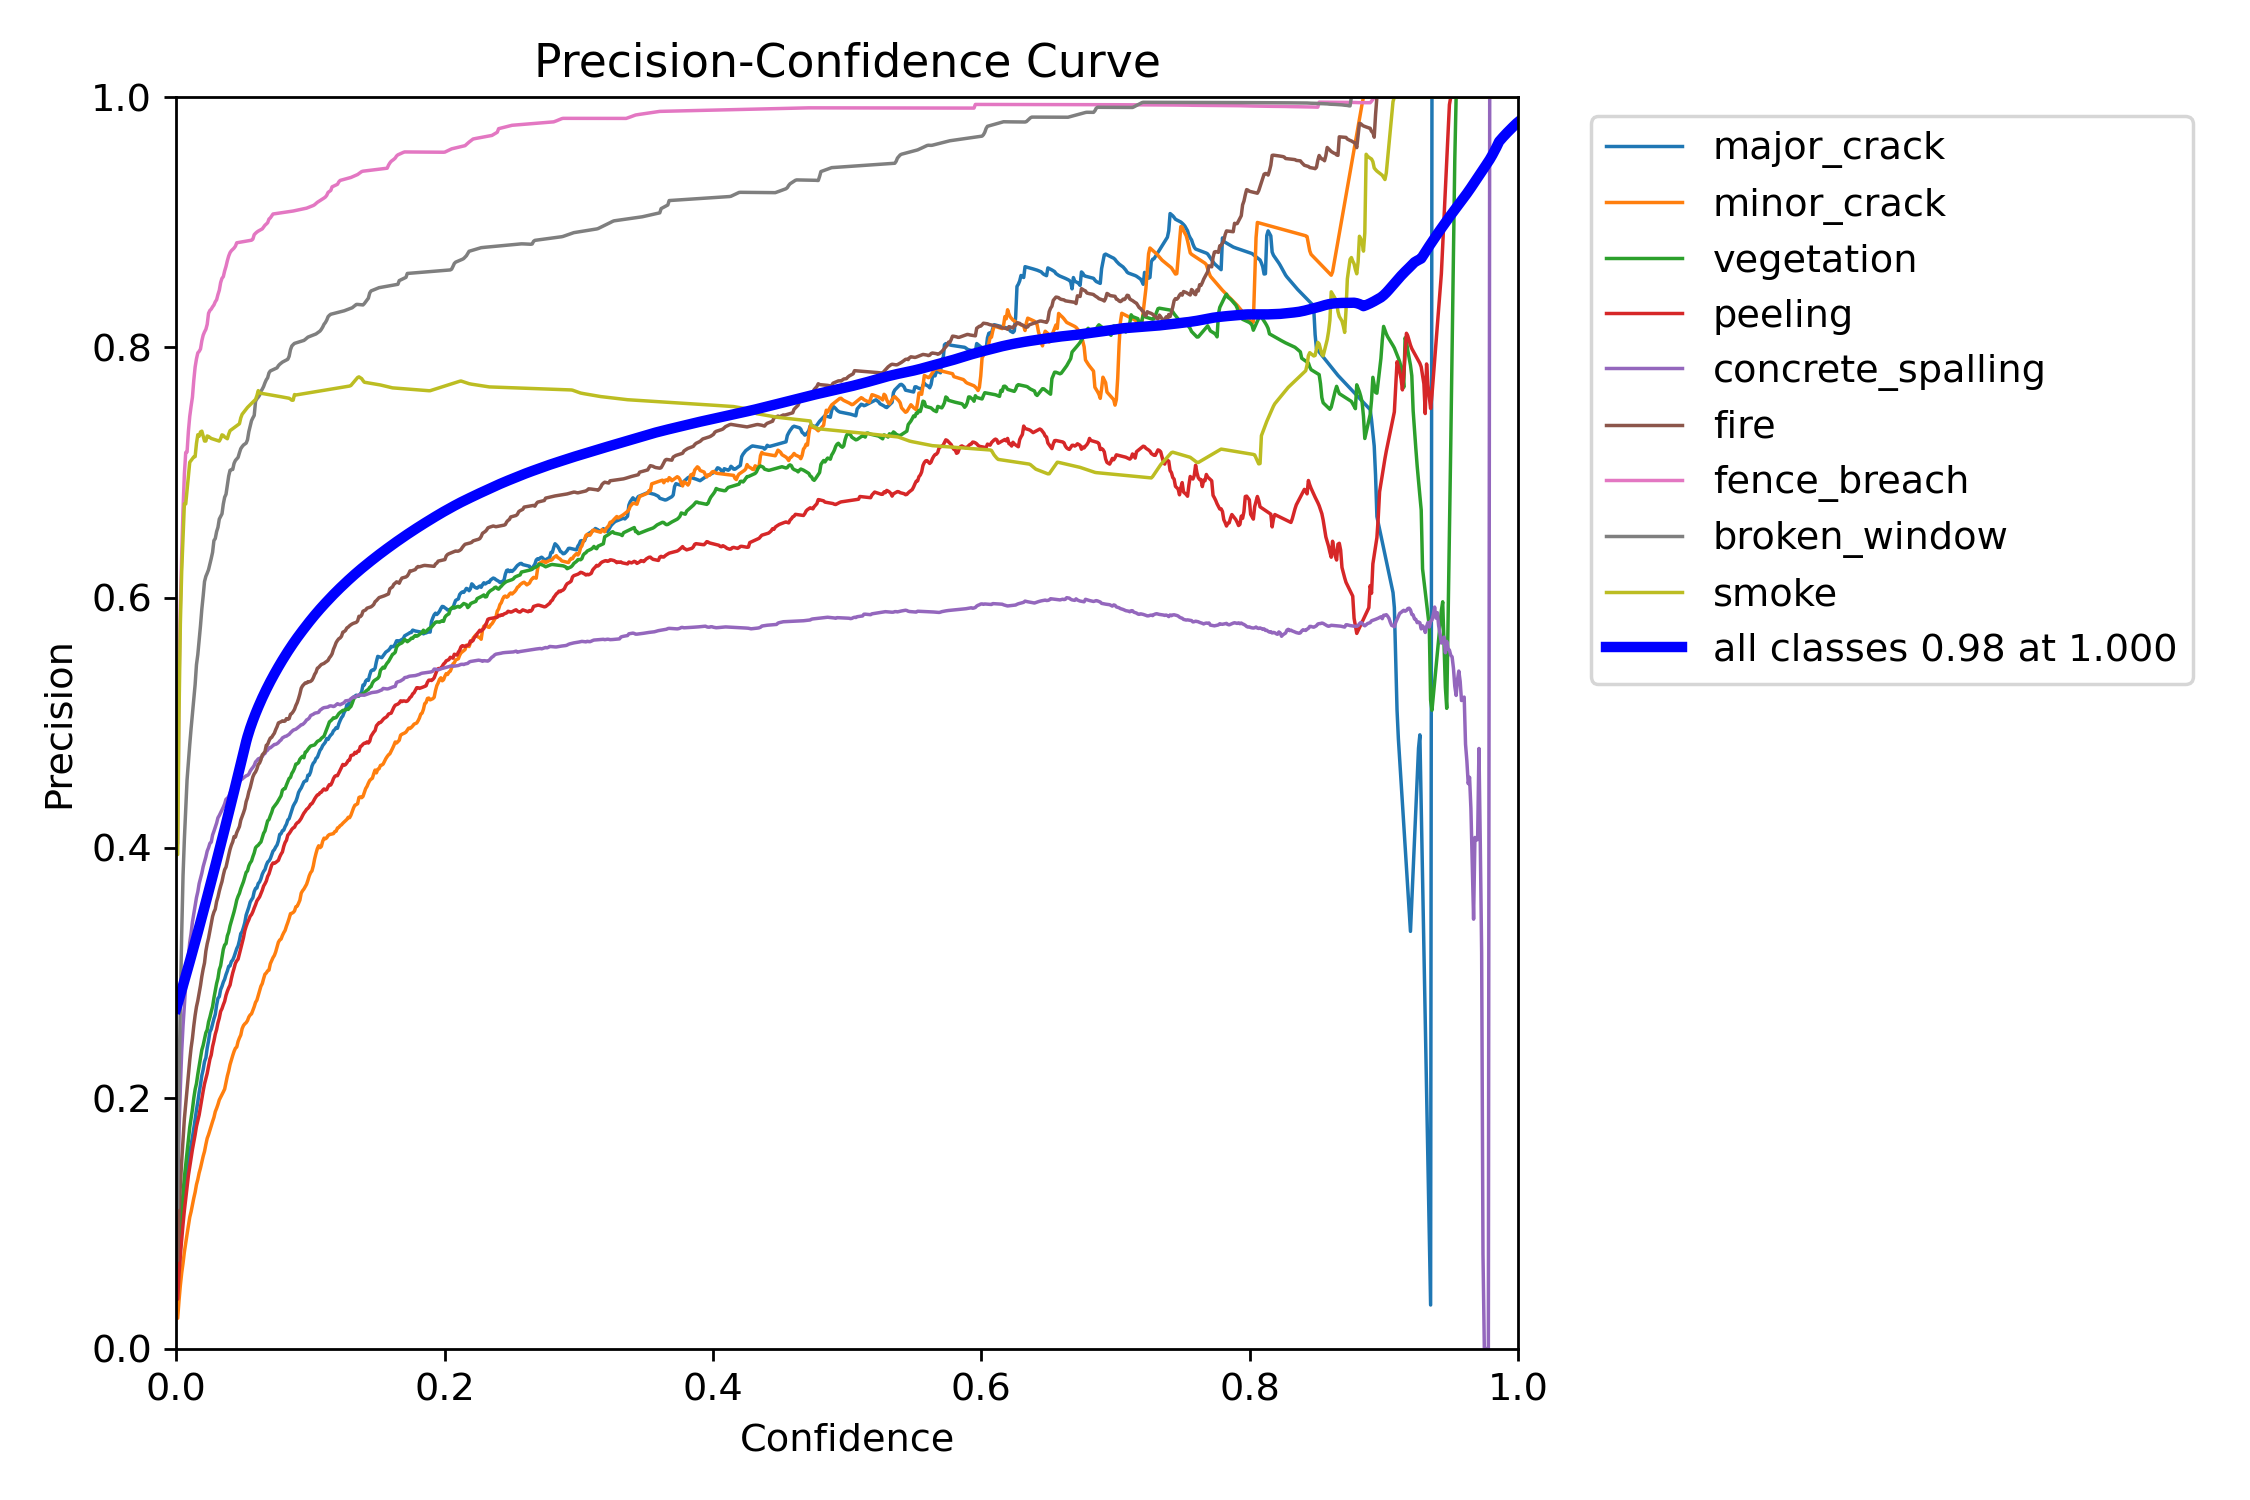 Precision-Confidence Curve
1.0
0.8
0.6
0.4
0.2
0.0
Precision
0.0 0.2 0.4 0.6 0.8 1.0
Confidence
major_crack
minor_crack
vegetation
peeling
concrete_spalling
fire
fence_breach
broken_window
smoke
all classes 0.98 at 1.000